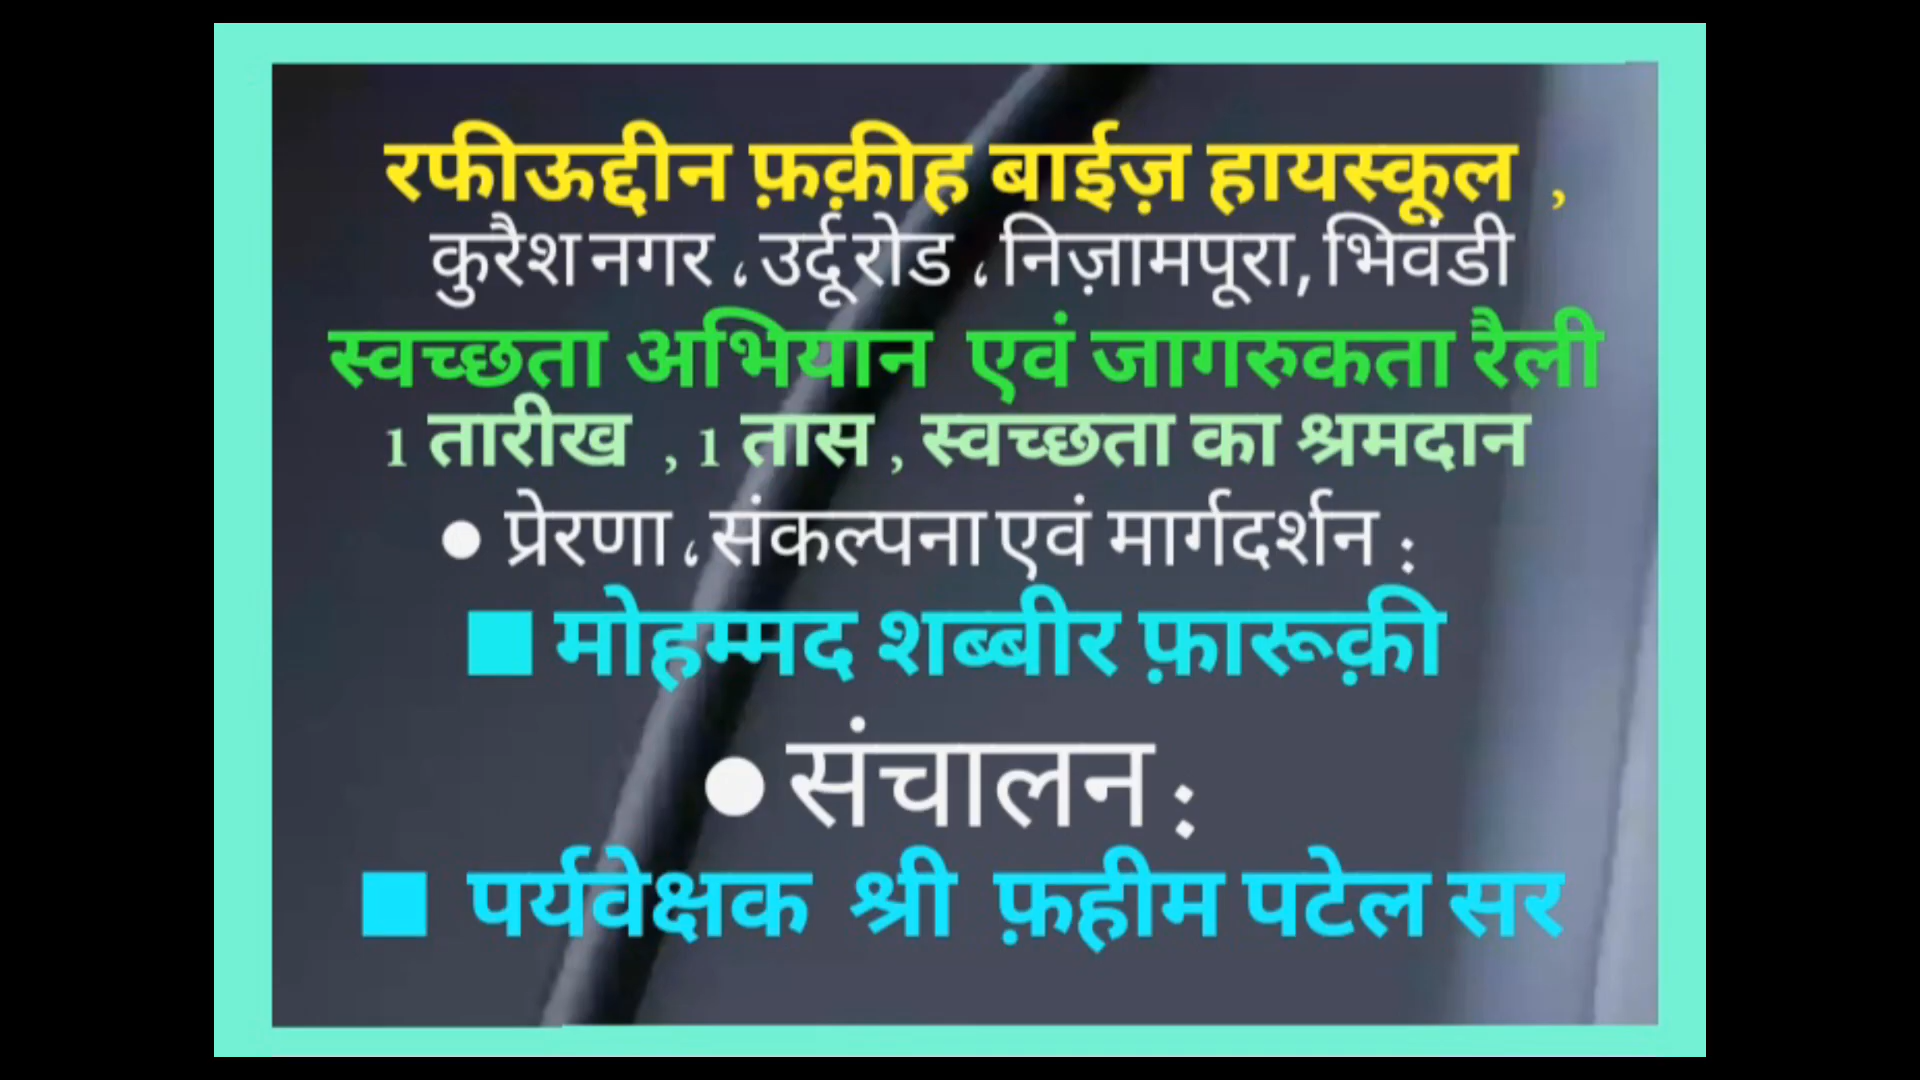 रफीऊद्दीन फ़क़ीह बाईज़ हायस्कूल ,
कुरैश नगर ، उर्दू रोड ، निज़ामपूरा, भिवंडी
स्वच्छता अभियान एवं जागरुकता रैली
1 तारीख , 1 तास , स्वच्छता का श्रमदान
● प्रेरणा ، संकल्पना एवं मार्गदर्शन :
■ मोहम्मद शब्बीर फ़ारूक़ी
● संचालन :
■ पर्यवेक्षक श्री फ़हीम पटेल सर